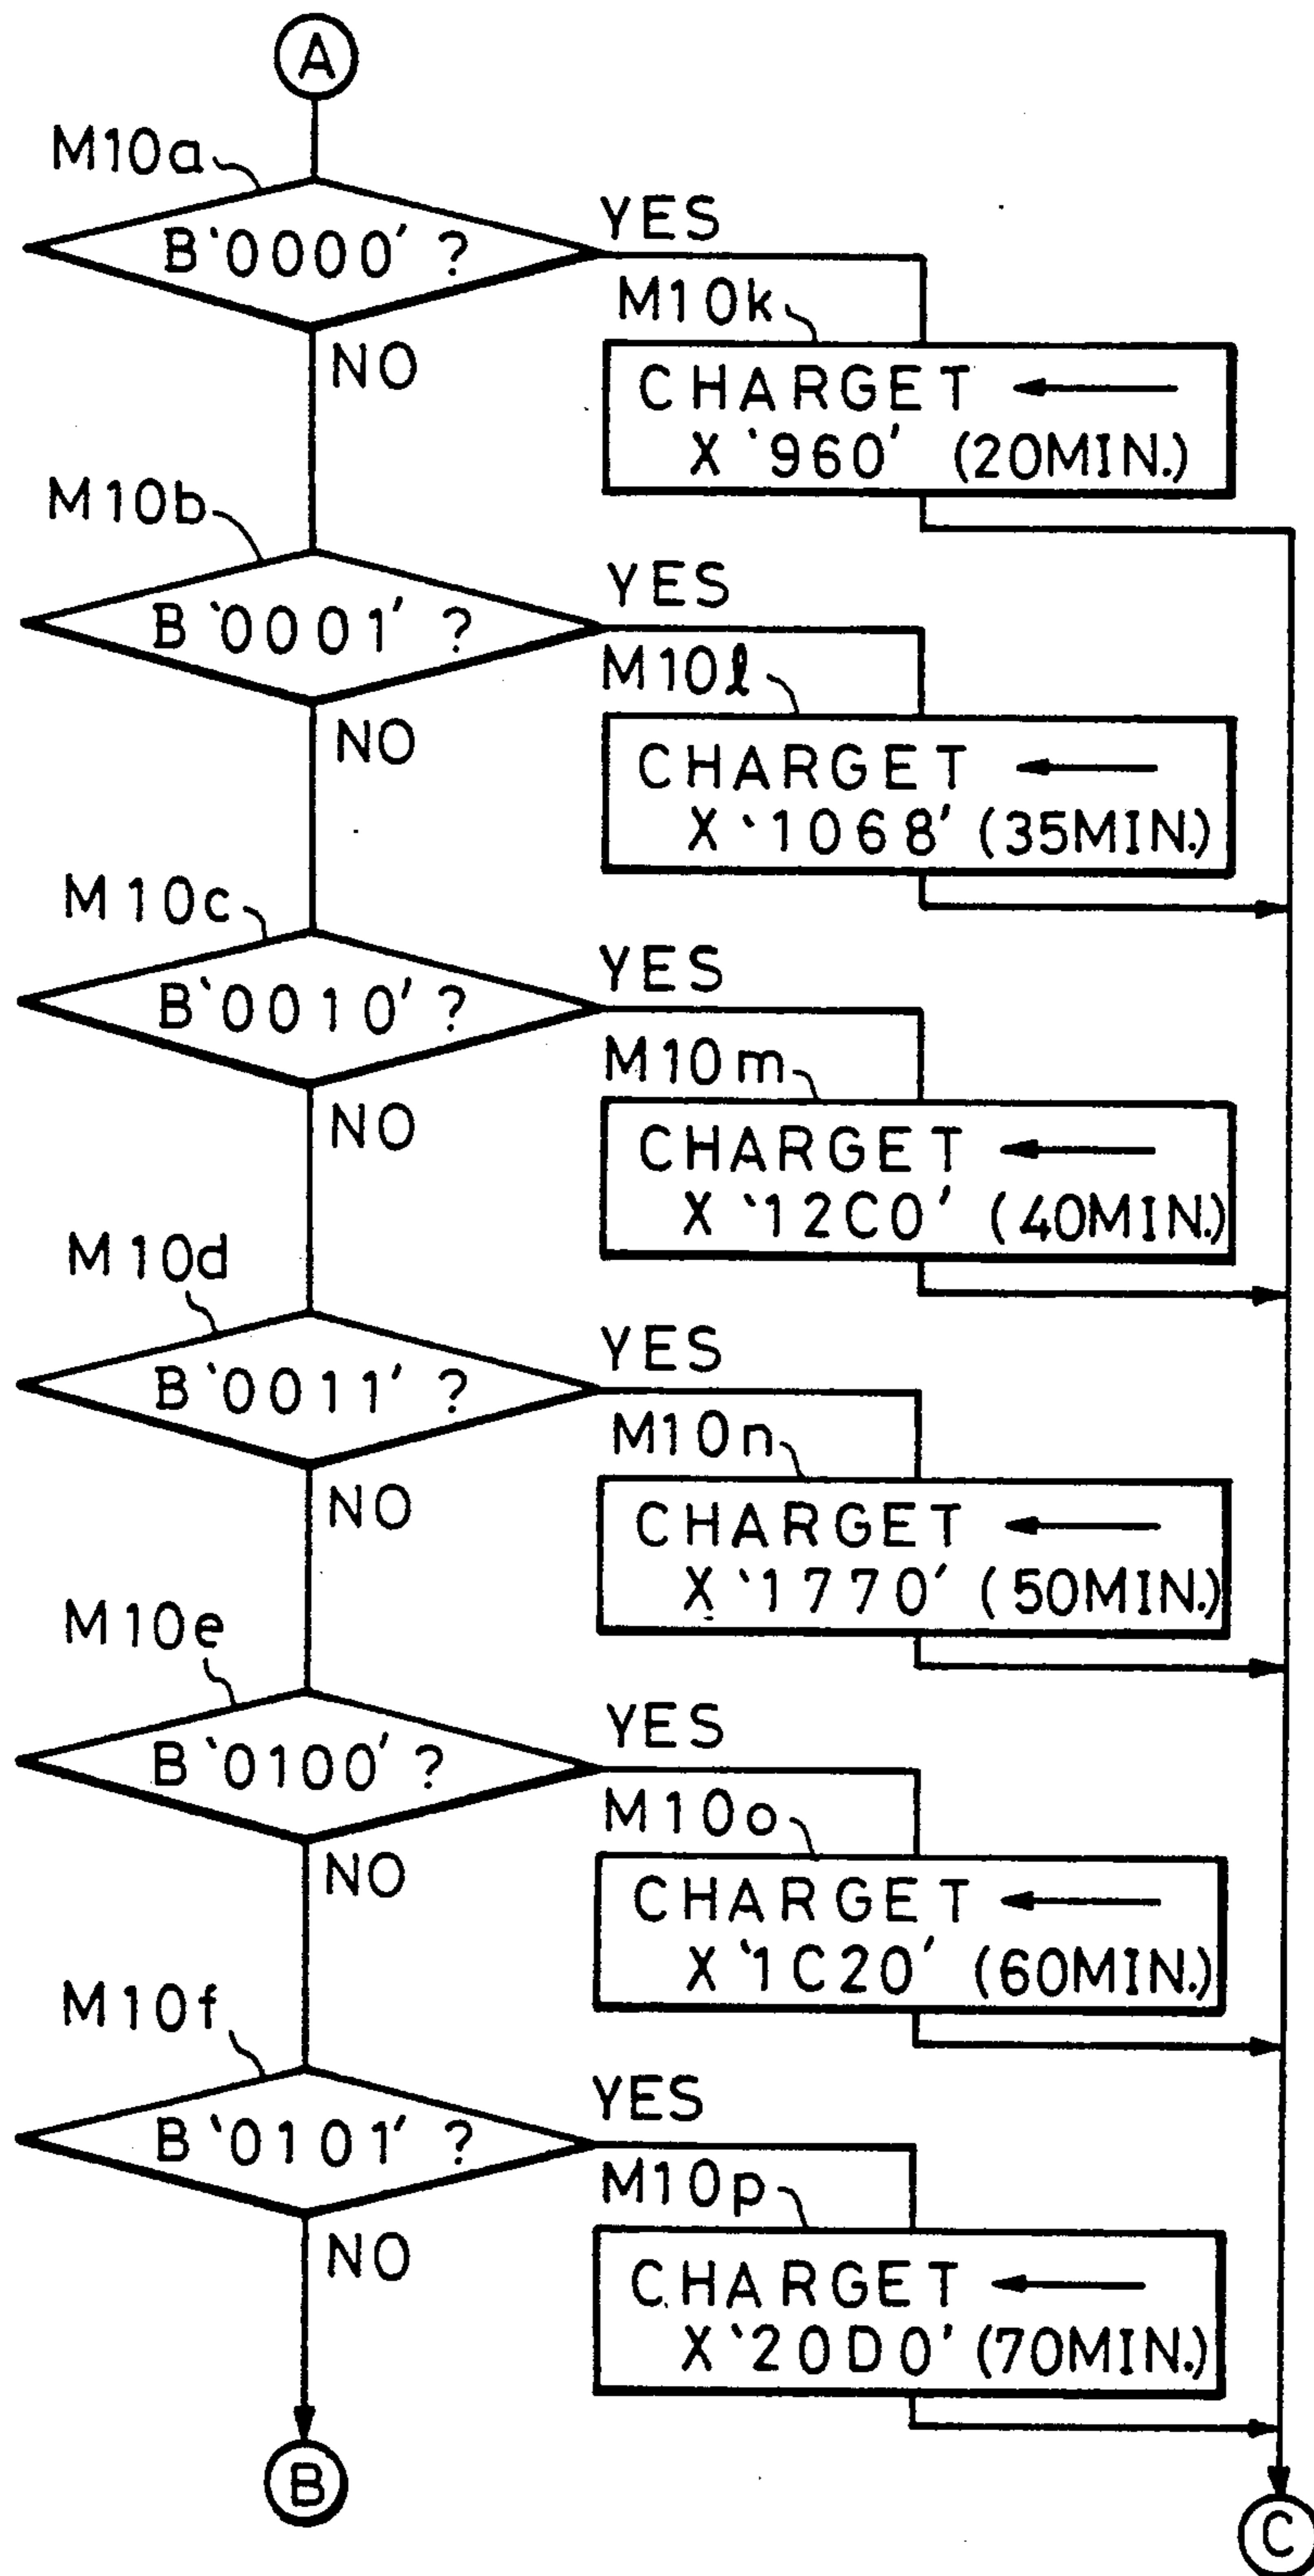 A
M10a
B'0000' ?
YES
NO
M10k
CHARGET ←
X '960' (20MIN.)
M10b
B'0001' ?
YES
NO
M10l
CHARGET ←
X '1068' (35MIN.)
M10c
B'0010' ?
YES
NO
M10m
CHARGET ←
X '12C0' (40MIN.)
M10d
B'0011' ?
YES
NO
M10n
CHARGET ←
X '1770' (50MIN.)
M10e
B'0100' ?
YES
NO
M10o
CHARGET ←
X '1C20' (60MIN.)
M10f
B'0101' ?
YES
NO
M10p
CHARGET ←
X '20D0' (70MIN.)
B
C